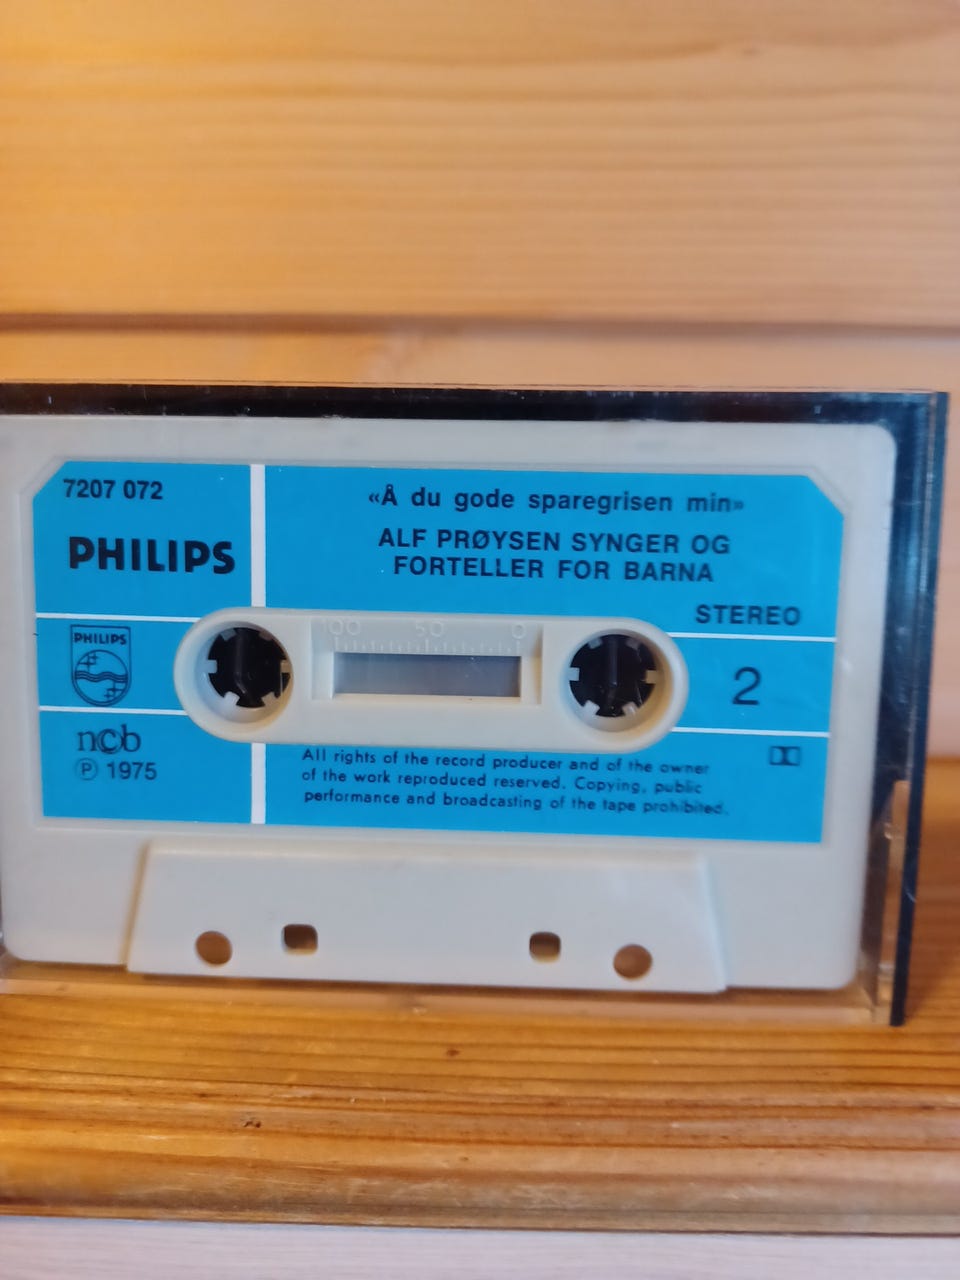 7207 072
PHILIPS
«Å du gode sparegrisen min»
ALF PRØYSEN SYNGER OG
FORTELLER FOR BARNA
STEREO
PHILIPS
100 50 0
2
ncb
Ⓟ 1975
All rights of the record producer and of the owner
of the work reproduced reserved. Copying, public
performance and broadcasting of the tape prohibited.